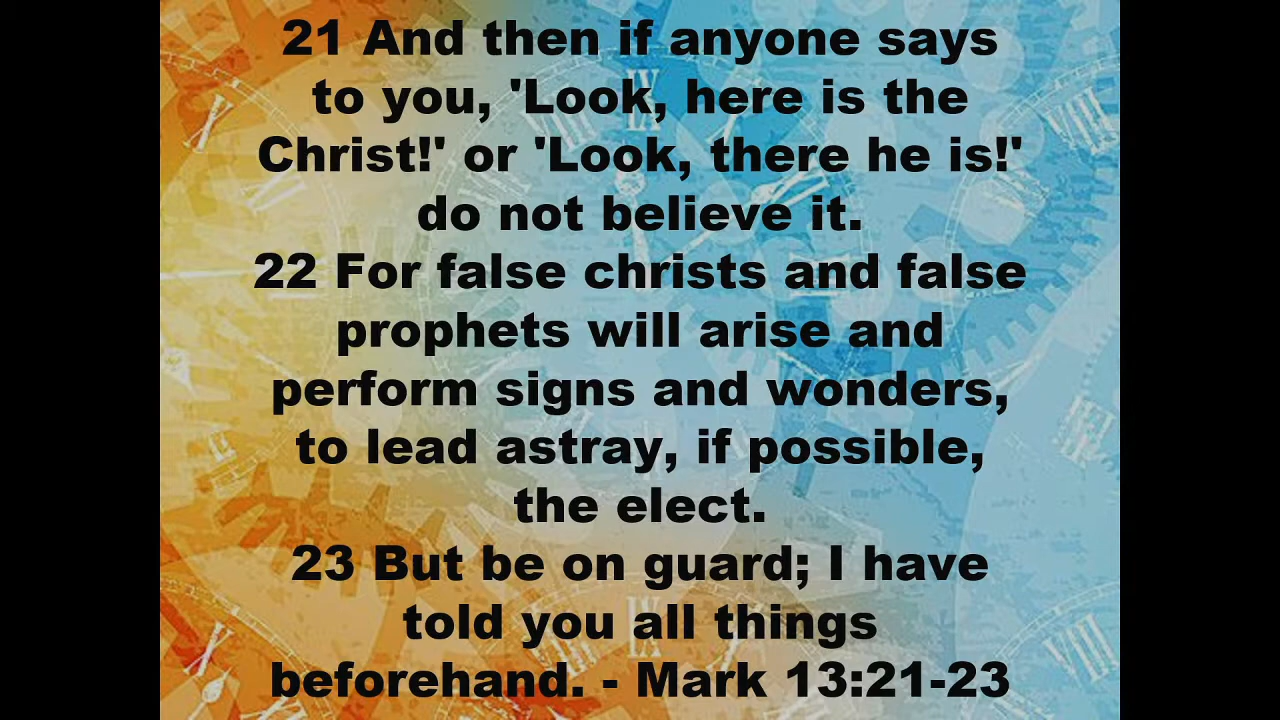 21 And then if anyone says
to you, 'Look, here is the
Christ!' or 'Look, there he is!'
do not believe it.
22 For false christs and false
prophets will arise and
perform signs and wonders,
to lead astray, if possible,
the elect.
23 But be on guard; I have
told you all things
beforehand. - Mark 13:21-23